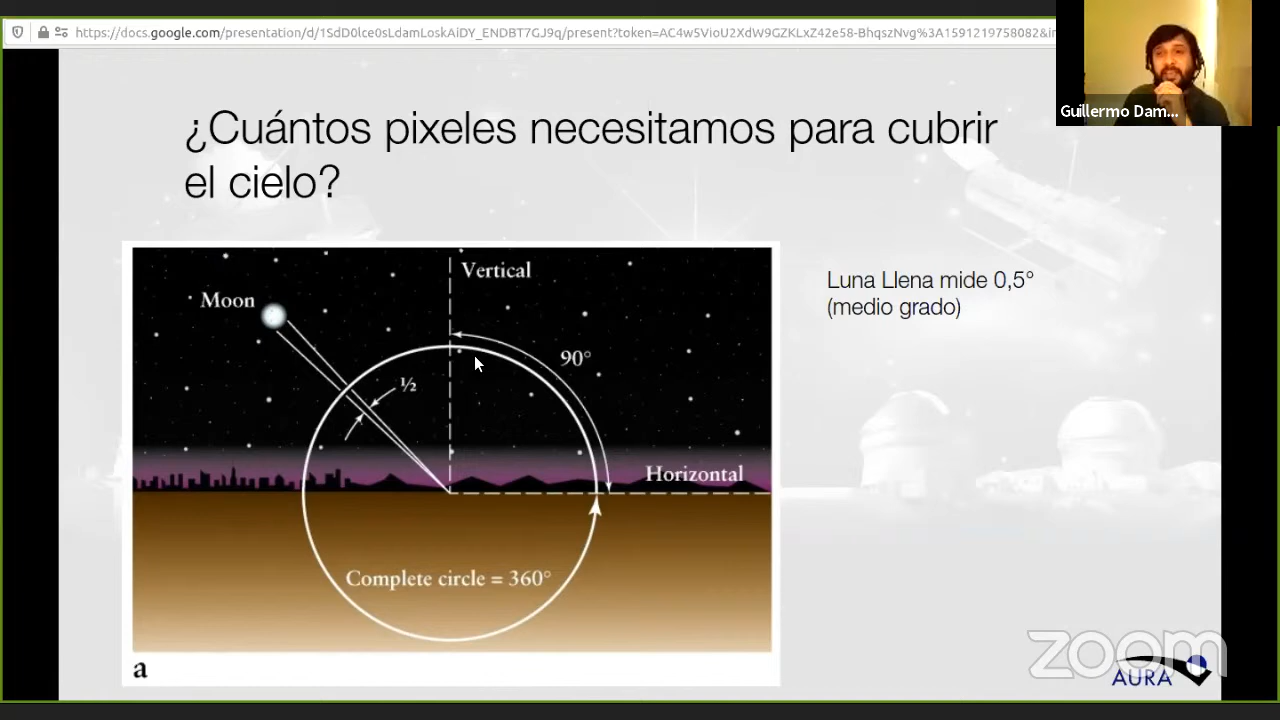 https://docs.google.com/presentation/d/1SdD0lce0sLdamLoskAiDY_ENDBT7GJ9q/present?token=AC4w5VioU2XdW9GZKLxZ42e58-BhqszNvg%3A1591219758082&i
Guillermo Dam...
¿Cuántos pixeles necesitamos para cubrir
el cielo?
Vertical
Moon
90°
½
Horizontal
Complete circle = 360°
a
Luna Llena mide 0,5°
(medio grado)
zoom
AURA